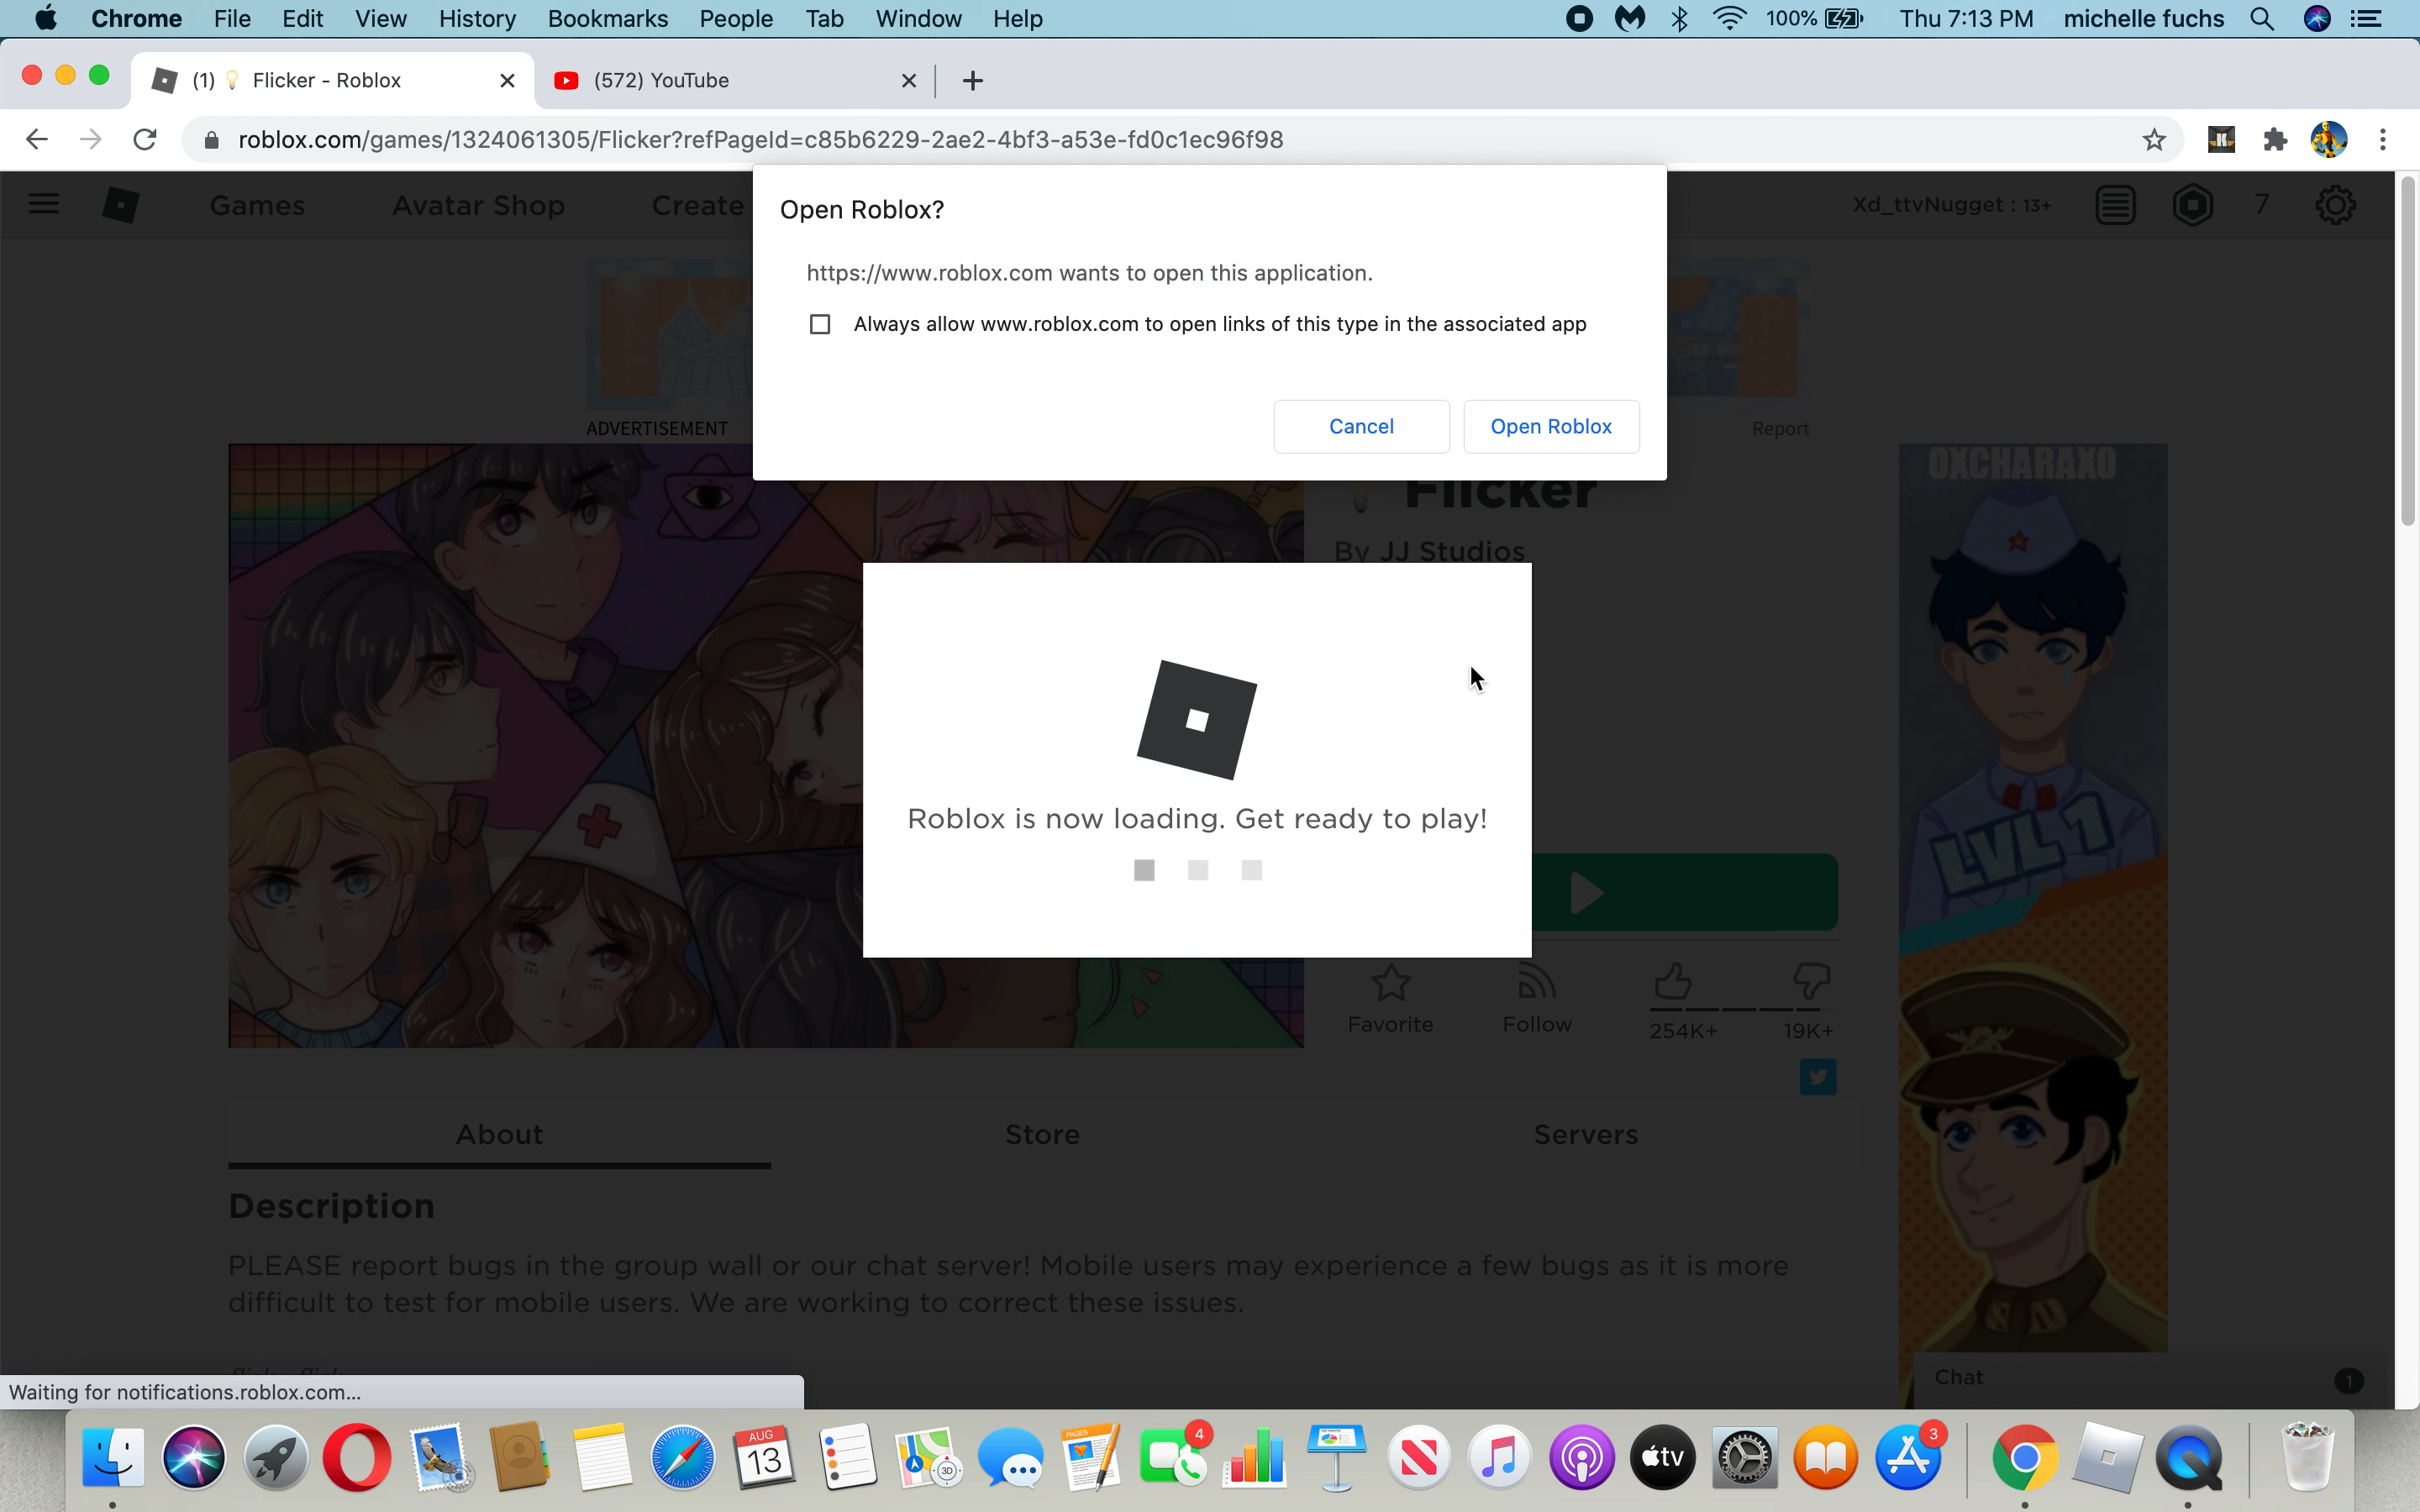 Chrome File Edit View History Bookmarks People Tab Window Help 100% Thu 7:13 PM michelle fuchs
(1) Flicker - Roblox
(572) YouTube
roblox.com/games/1324061305/Flicker?refPageId=c85b6229-2ae2-4bf3-a53e-fd0c1ec96f98
Games Avatar Shop Create
Xd_ttvNugget : 13+ 7
Open Roblox?
https://www.roblox.com wants to open this application.
Always allow www.roblox.com to open links of this type in the associated app
Cancel Open Roblox
ADVERTISEMENT
Report
Flicker
By JJ Studios
OXCHARAXO
LVL 1
Roblox is now loading. Get ready to play!
Favorite Follow 254K+ 19K+
About Store Servers
Description
PLEASE report bugs in the group wall or our chat server! Mobile users may experience a few bugs as it is more
difficult to test for mobile users. We are working to correct these issues.
Chat 1
Waiting for notifications.roblox.com...
AUG
13
3D
PAGES
4
tv
3